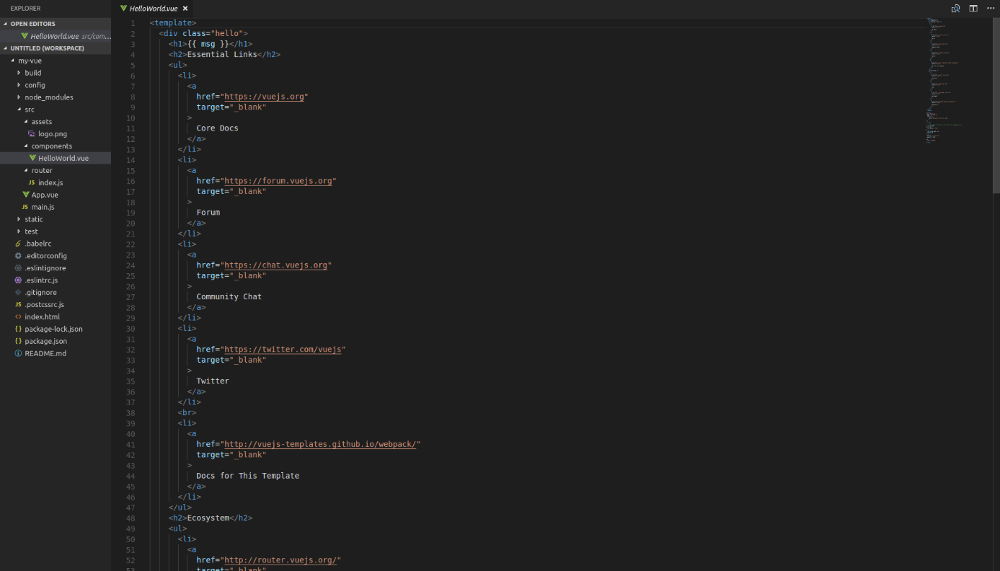 EXPLORER
OPEN EDITORS
HelloWorld.vue src/com...
UNTITLED (WORKSPACE)
my-vue
build
config
node_modules
src
assets
logo.png
components
HelloWorld.vue
router
JS index.js
App.vue
JS main.js
static
test
.babelrc
.editorconfig
.eslintignore
.eslintrc.js
.gitignore
JS .postcssrc.js
<> index.html
{} package-lock.json
{} package.json
README.md
HelloWorld.vue ×
1 <template>
2 <div class="hello">
3 <h1>{{ msg }}</h1>
4 <h2>Essential Links</h2>
5 <ul>
6 <li>
7 <a
8 href="https://vuejs.org"
9 target="_blank"
10 >
11 Core Docs
12 </a>
13 </li>
14 <li>
15 <a
16 href="https://forum.vuejs.org"
17 target="_blank"
18 >
19 Forum
20 </a>
21 </li>
22 <li>
23 <a
24 href="https://chat.vuejs.org"
25 target="_blank"
26 >
27 Community Chat
28 </a>
29 </li>
30 <li>
31 <a
32 href="https://twitter.com/vuejs"
33 target="_blank"
34 >
35 Twitter
36 </a>
37 </li>
38 <br>
39 <li>
40 <a
41 href="http://vuejs-templates.github.io/webpack/"
42 target="_blank"
43 >
44 Docs for This Template
45 </a>
46 </li>
47 </ul>
48 <h2>Ecosystem</h2>
49 <ul>
50 <li>
51 <a
52 href="http://router.vuejs.org/"
53 target="_blank"